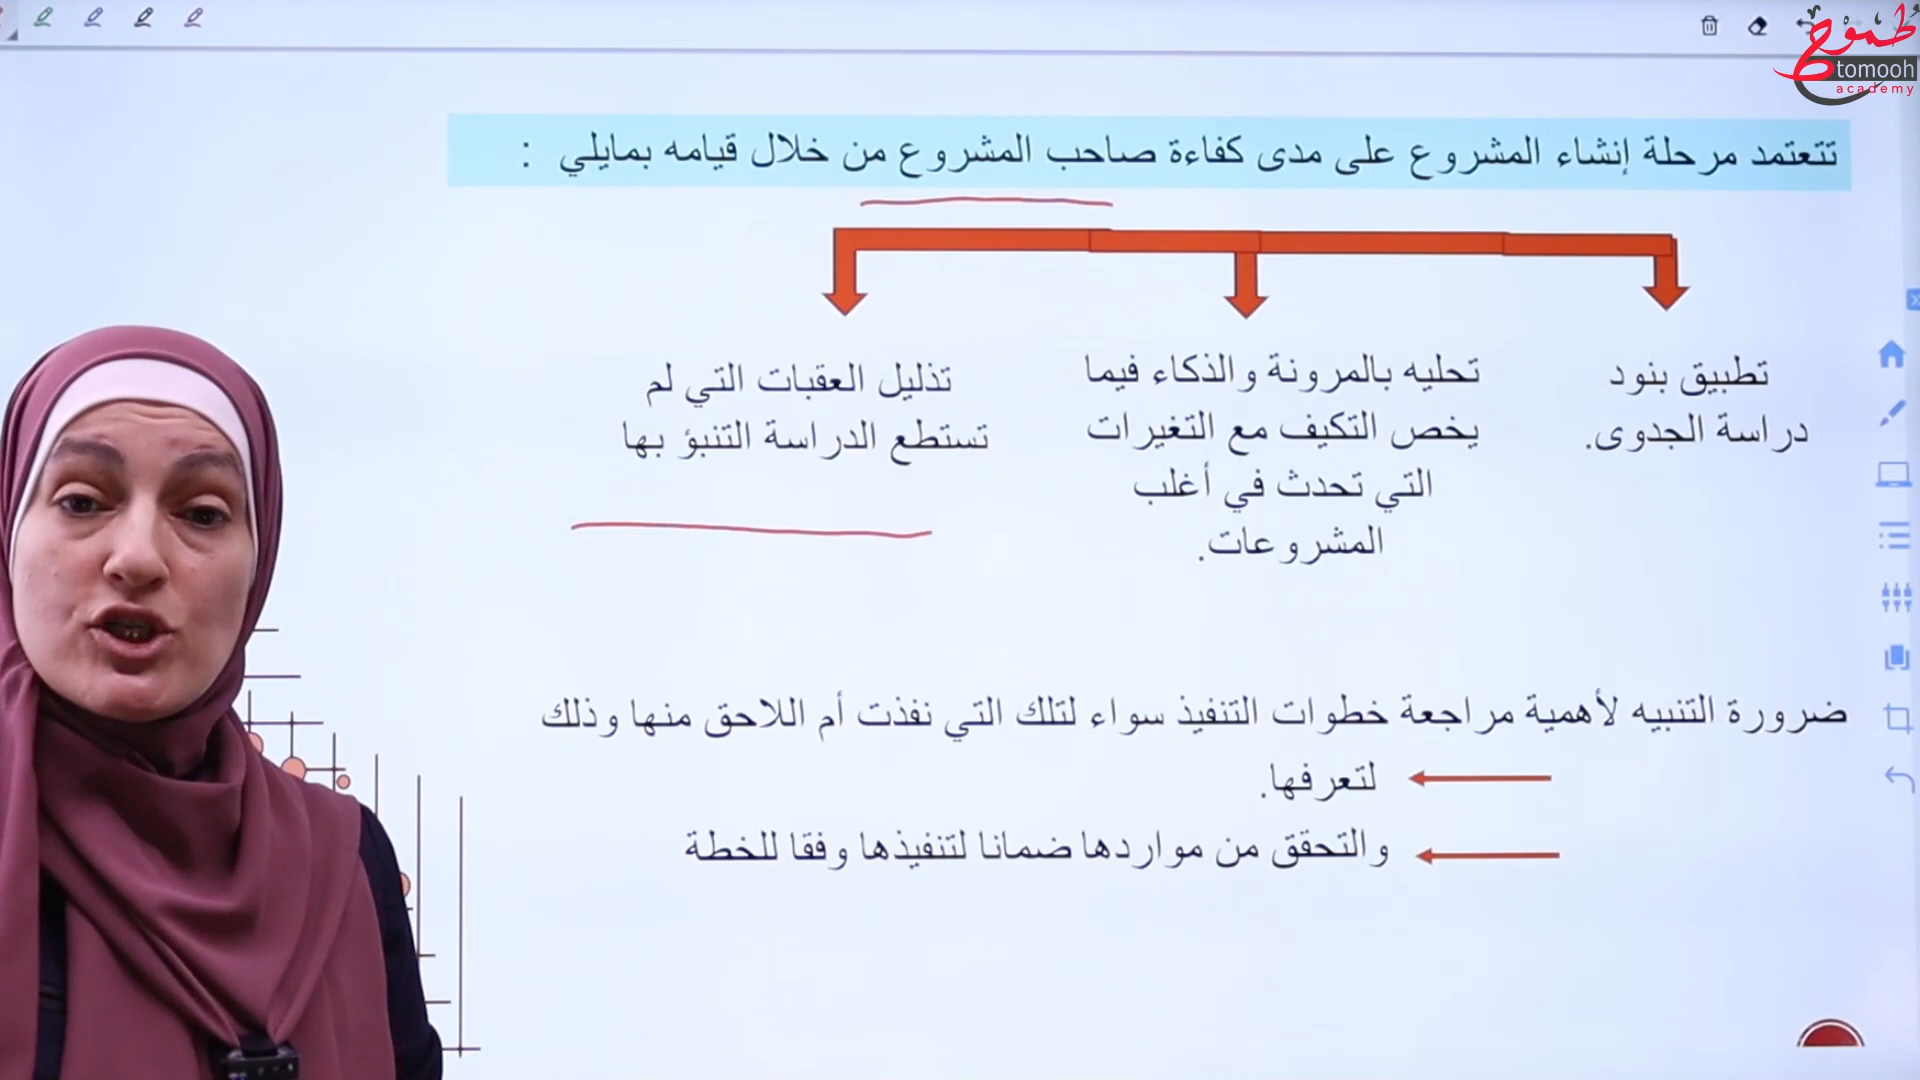 طموح
tomooh
academy
تتعتمد مرحلة إنشاء المشروع على مدى كفاءة صاحب المشروع من خلال قيامه بمايلي :
تطبيق بنود
دراسة الجدوى.
تحليه بالمرونة والذكاء فيما
يخص التكيف مع التغيرات
التي تحدث في أغلب
المشروعات.
تذليل العقبات التي لم
تستطع الدراسة التنبؤ بها
ضرورة التنبيه لأهمية مراجعة خطوات التنفيذ سواء لتلك التي نفذت أم اللاحق منها وذلك
لتعرفها.
والتحقق من مواردها ضمانا لتنفيذها وفقا للخطة